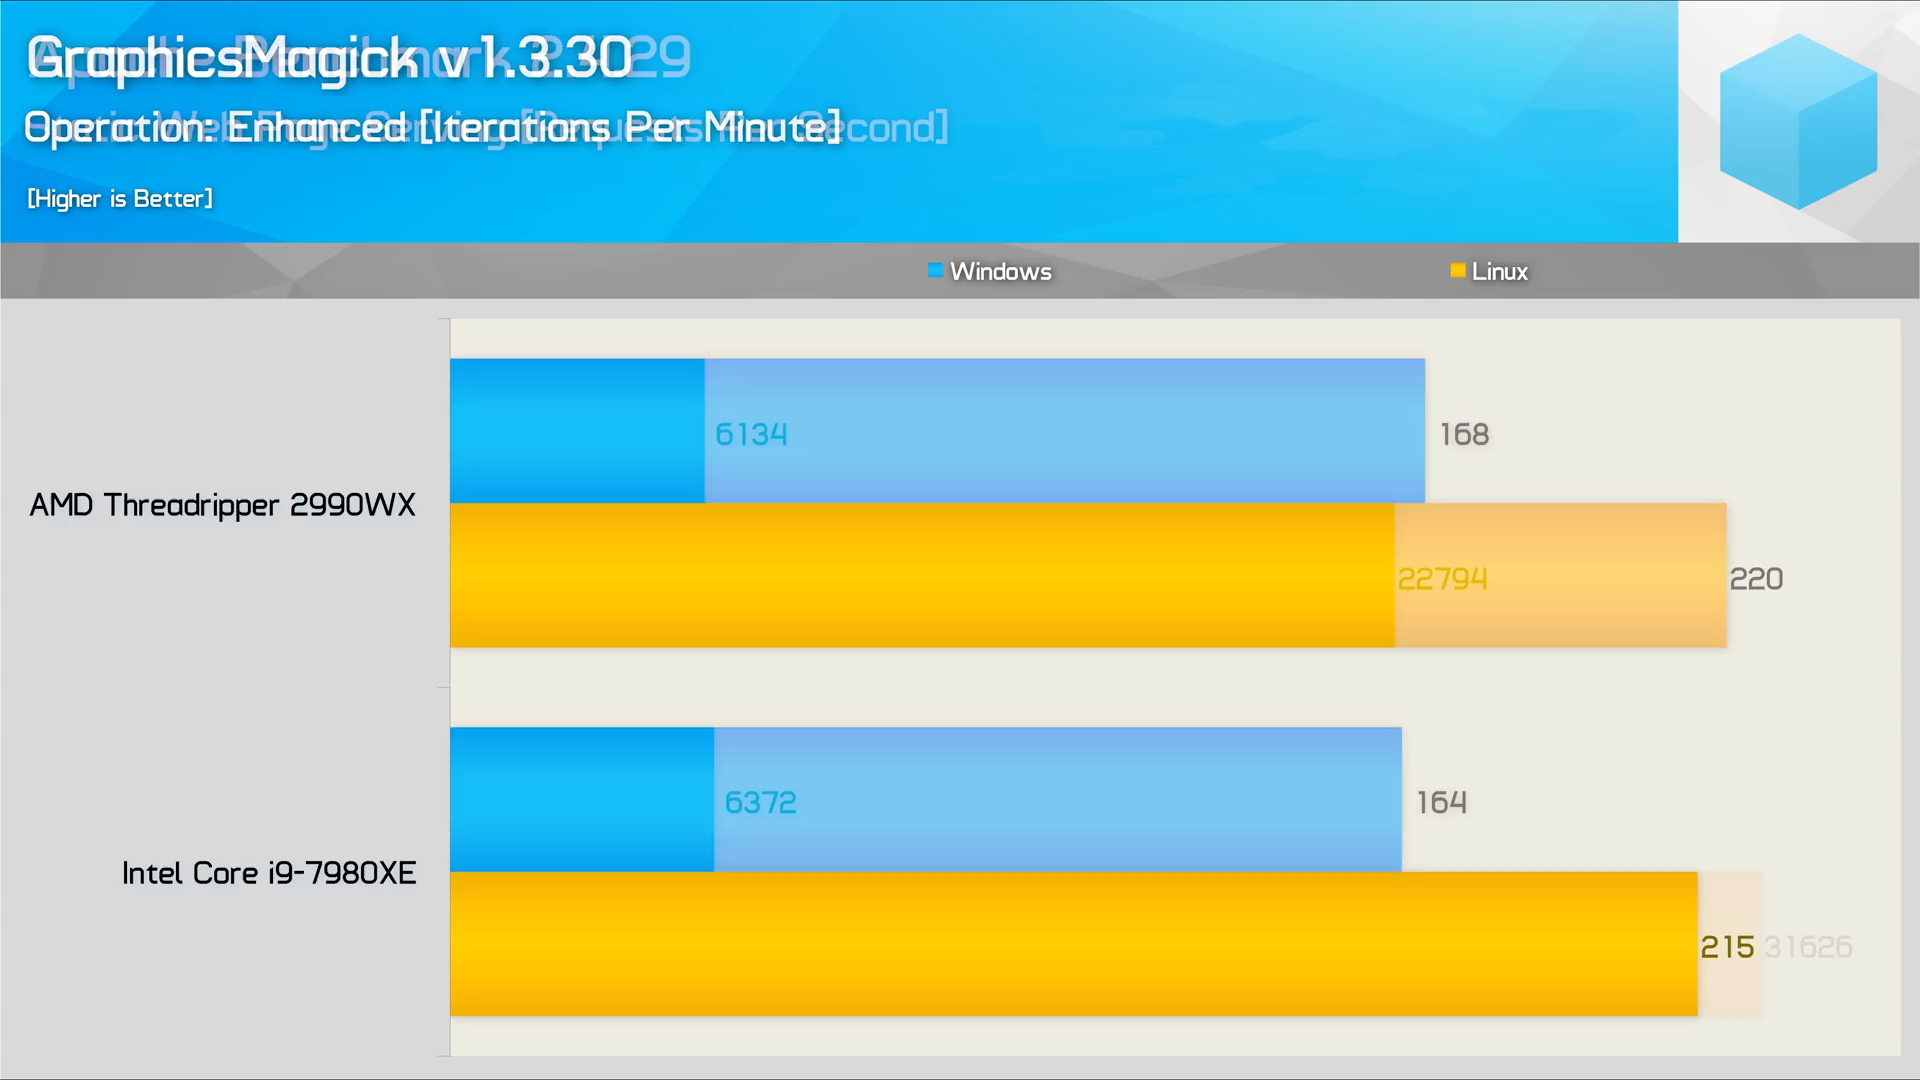 GraphicsMagick v 1.3.30
Operation: Enhanced [Iterations Per Minute]
[Higher is Better]
Windows
Linux
6134
168
AMD Threadripper 2990WX
22794
220
6372
164
Intel Core i9-7980XE
215
31626